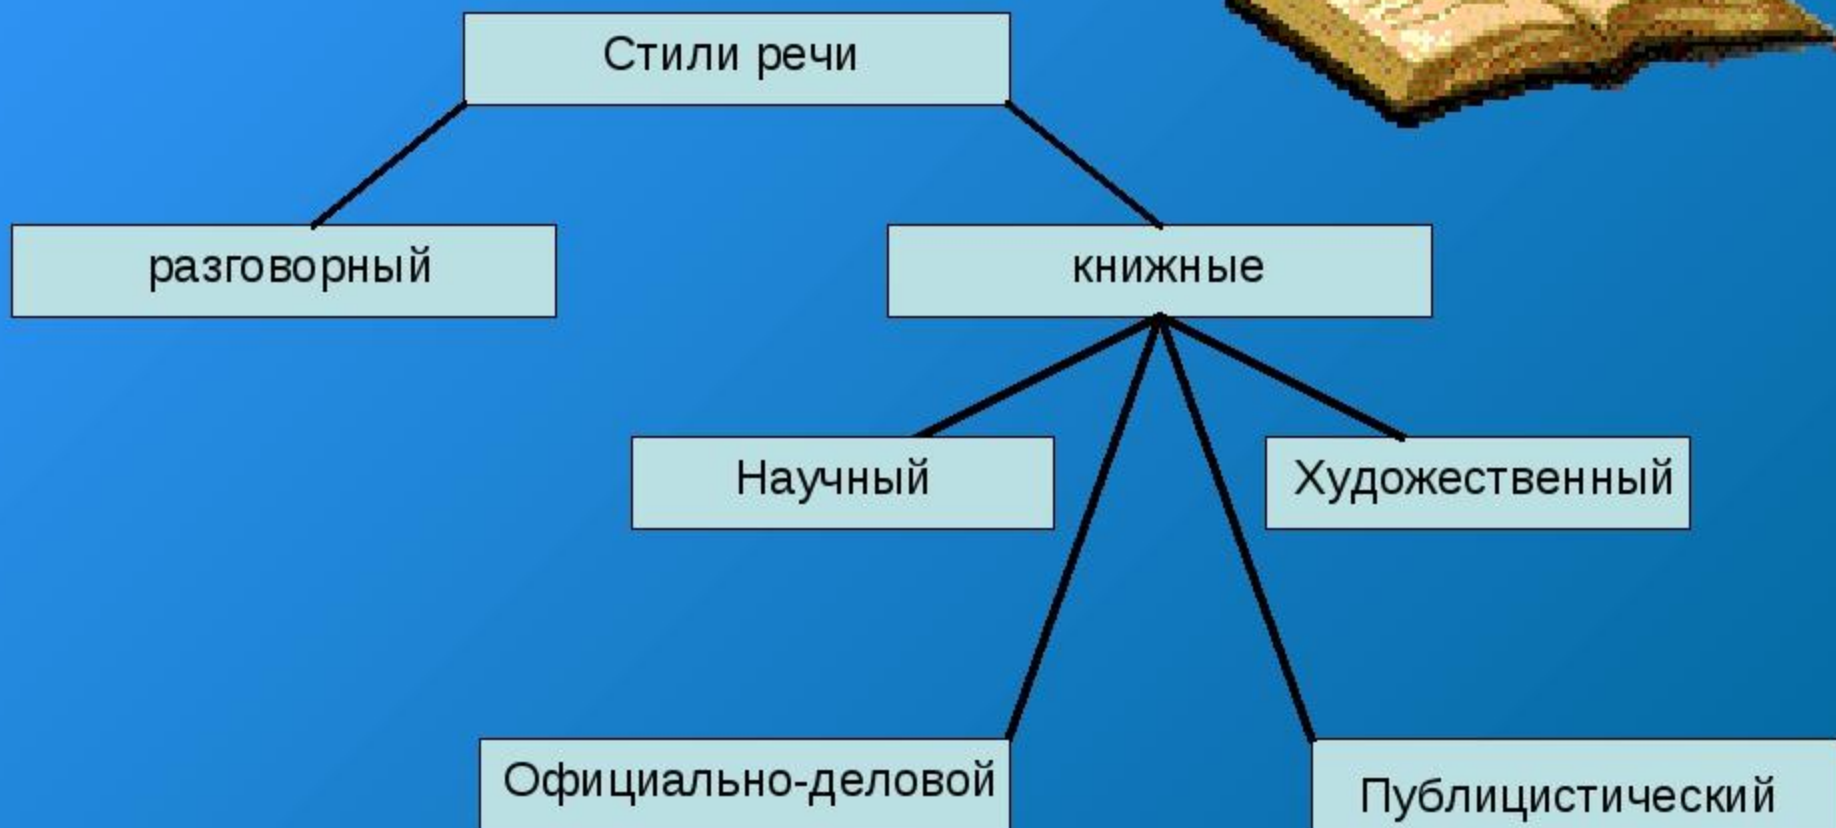 Стили речи
разговорный
книжные
Научный
Художественный
Официально-деловой
Публицистический